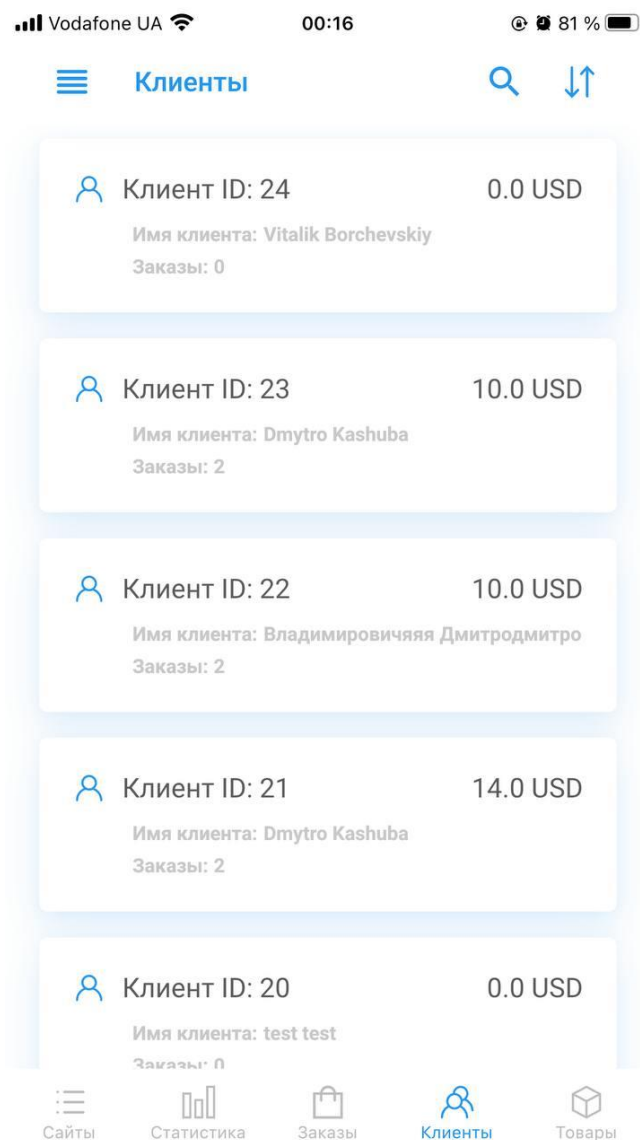 Vodafone UA 00:16 81 %
Клиенты
Клиент ID: 24 0.0 USD
Имя клиента: Vitalik Borchevskiy
Заказы: 0
Клиент ID: 23 10.0 USD
Имя клиента: Dmytro Kashuba
Заказы: 2
Клиент ID: 22 10.0 USD
Имя клиента: Владимировичяяя Дмитродмитро
Заказы: 2
Клиент ID: 21 14.0 USD
Имя клиента: Dmytro Kashuba
Заказы: 2
Клиент ID: 20 0.0 USD
Имя клиента: test test
Заказы: 0
Сайты Статистика Заказы Клиенты Товары